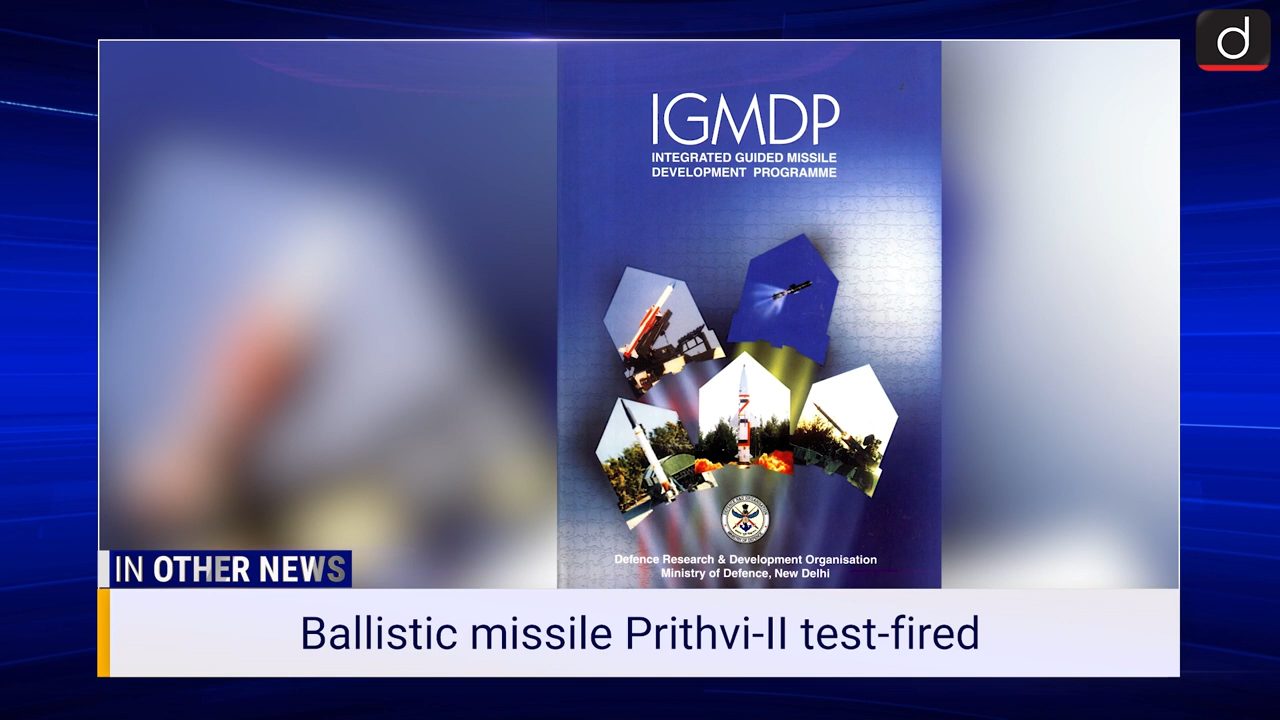 d
IGMDP
INTEGRATED GUIDED MISSILE
DEVELOPMENT PROGRAMME
Defence Research & Development Organisation
Ministry of Defence, New Delhi
IN OTHER NEWS
Ballistic missile Prithvi-II test-fired